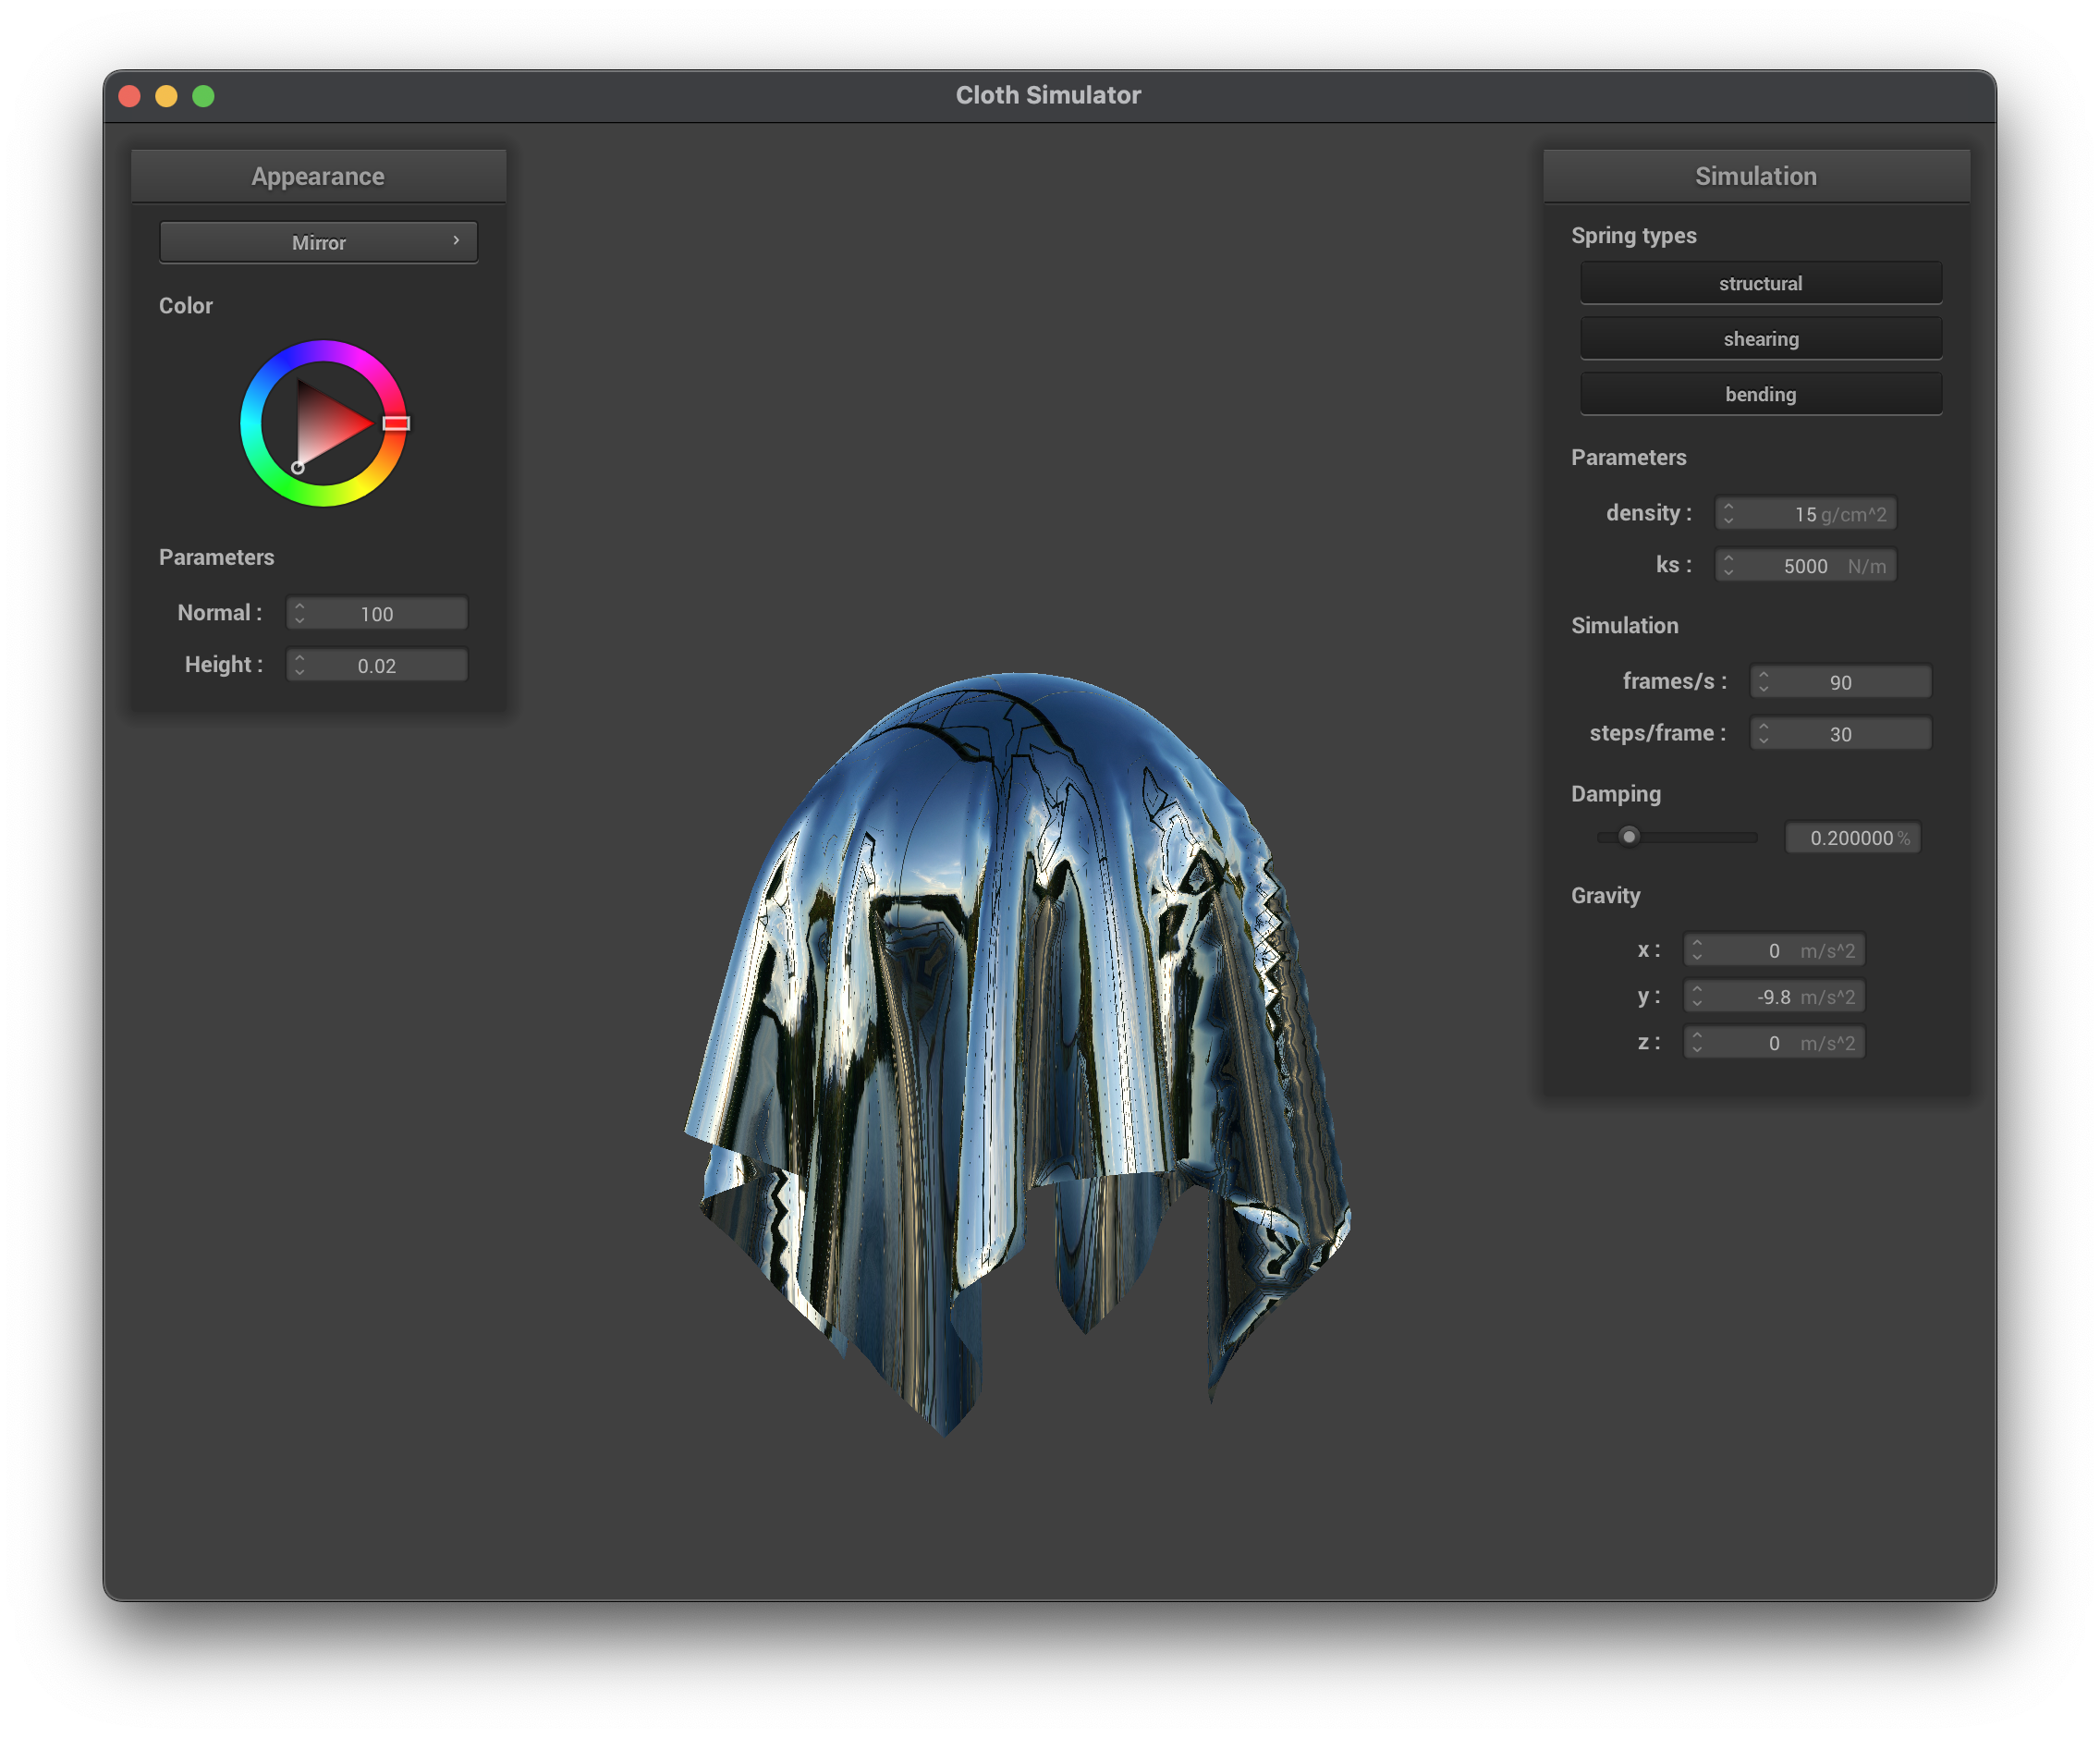 Cloth Simulator
Appearance
Mirror
Color
Parameters
Normal : 100
Height : 0.02
Simulation
Spring types
structural
shearing
bending
Parameters
density : 15 g/cm^2
ks : 5000 N/m
Simulation
frames/s : 90
steps/frame : 30
Damping
0.200000 %
Gravity
x : 0 m/s^2
y : -9.8 m/s^2
z : 0 m/s^2